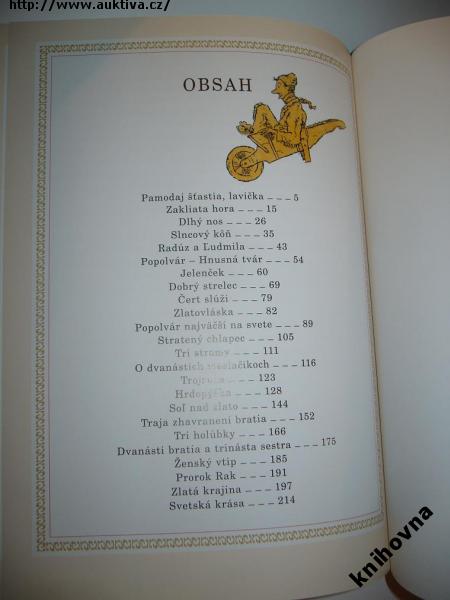 http://www.auktiva.cz/
OBSAH
Pamodaj šťastia, lavička _ _ _ 5
Zakliata hora _ _ _ 15
Dlhý nos _ _ _ 26
Slncový kôň _ _ _ 35
Radúz a Ľudmila _ _ _ 43
Popolvár – Hnusná tvár _ _ _ 54
Jelenček _ _ _ 60
Dobrý strelec _ _ _ 69
Čert slúži _ _ _ 79
Zlatovláska _ _ _ 82
Popolvár najväčší na svete _ _ _ 89
Stratený chlapec _ _ _ 105
Tri stromy _ _ _ 111
O dvanástich mesiačikoch _ _ _ 116
Trojruža _ _ _ 123
Hrdopýška _ _ _ 128
Soľ nad zlato _ _ _ 144
Traja zhavranení bratia _ _ _ 152
Tri holúbky _ _ _ 166
Dvanásti bratia a trinásta sestra _ _ _ 175
Ženský vtip _ _ _ 185
Prorok Rak _ _ _ 191
Zlatá krajina _ _ _ 197
Svetská krása _ _ _ 214
knihovna